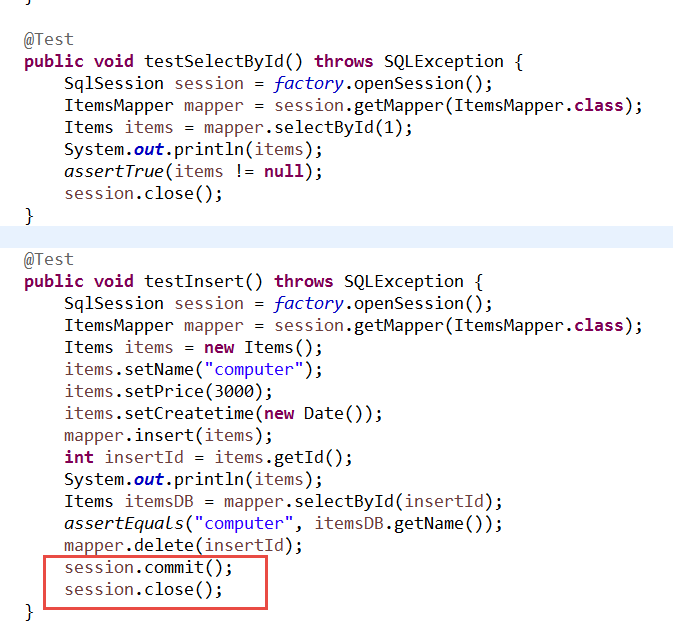 }
@Test
public void testSelectById() throws SQLException {
SqlSession session = factory.openSession();
ItemsMapper mapper = session.getMapper(ItemsMapper.class);
Items items = mapper.selectById(1);
System.out.println(items);
assertTrue(items != null);
session.close();
}
@Test
public void testInsert() throws SQLException {
SqlSession session = factory.openSession();
ItemsMapper mapper = session.getMapper(ItemsMapper.class);
Items items = new Items();
items.setName("computer");
items.setPrice(3000);
items.setCreatetime(new Date());
mapper.insert(items);
int insertId = items.getId();
System.out.println(items);
Items itemsDB = mapper.selectById(insertId);
assertEquals("computer", itemsDB.getName());
mapper.delete(insertId);
session.commit();
session.close();
}